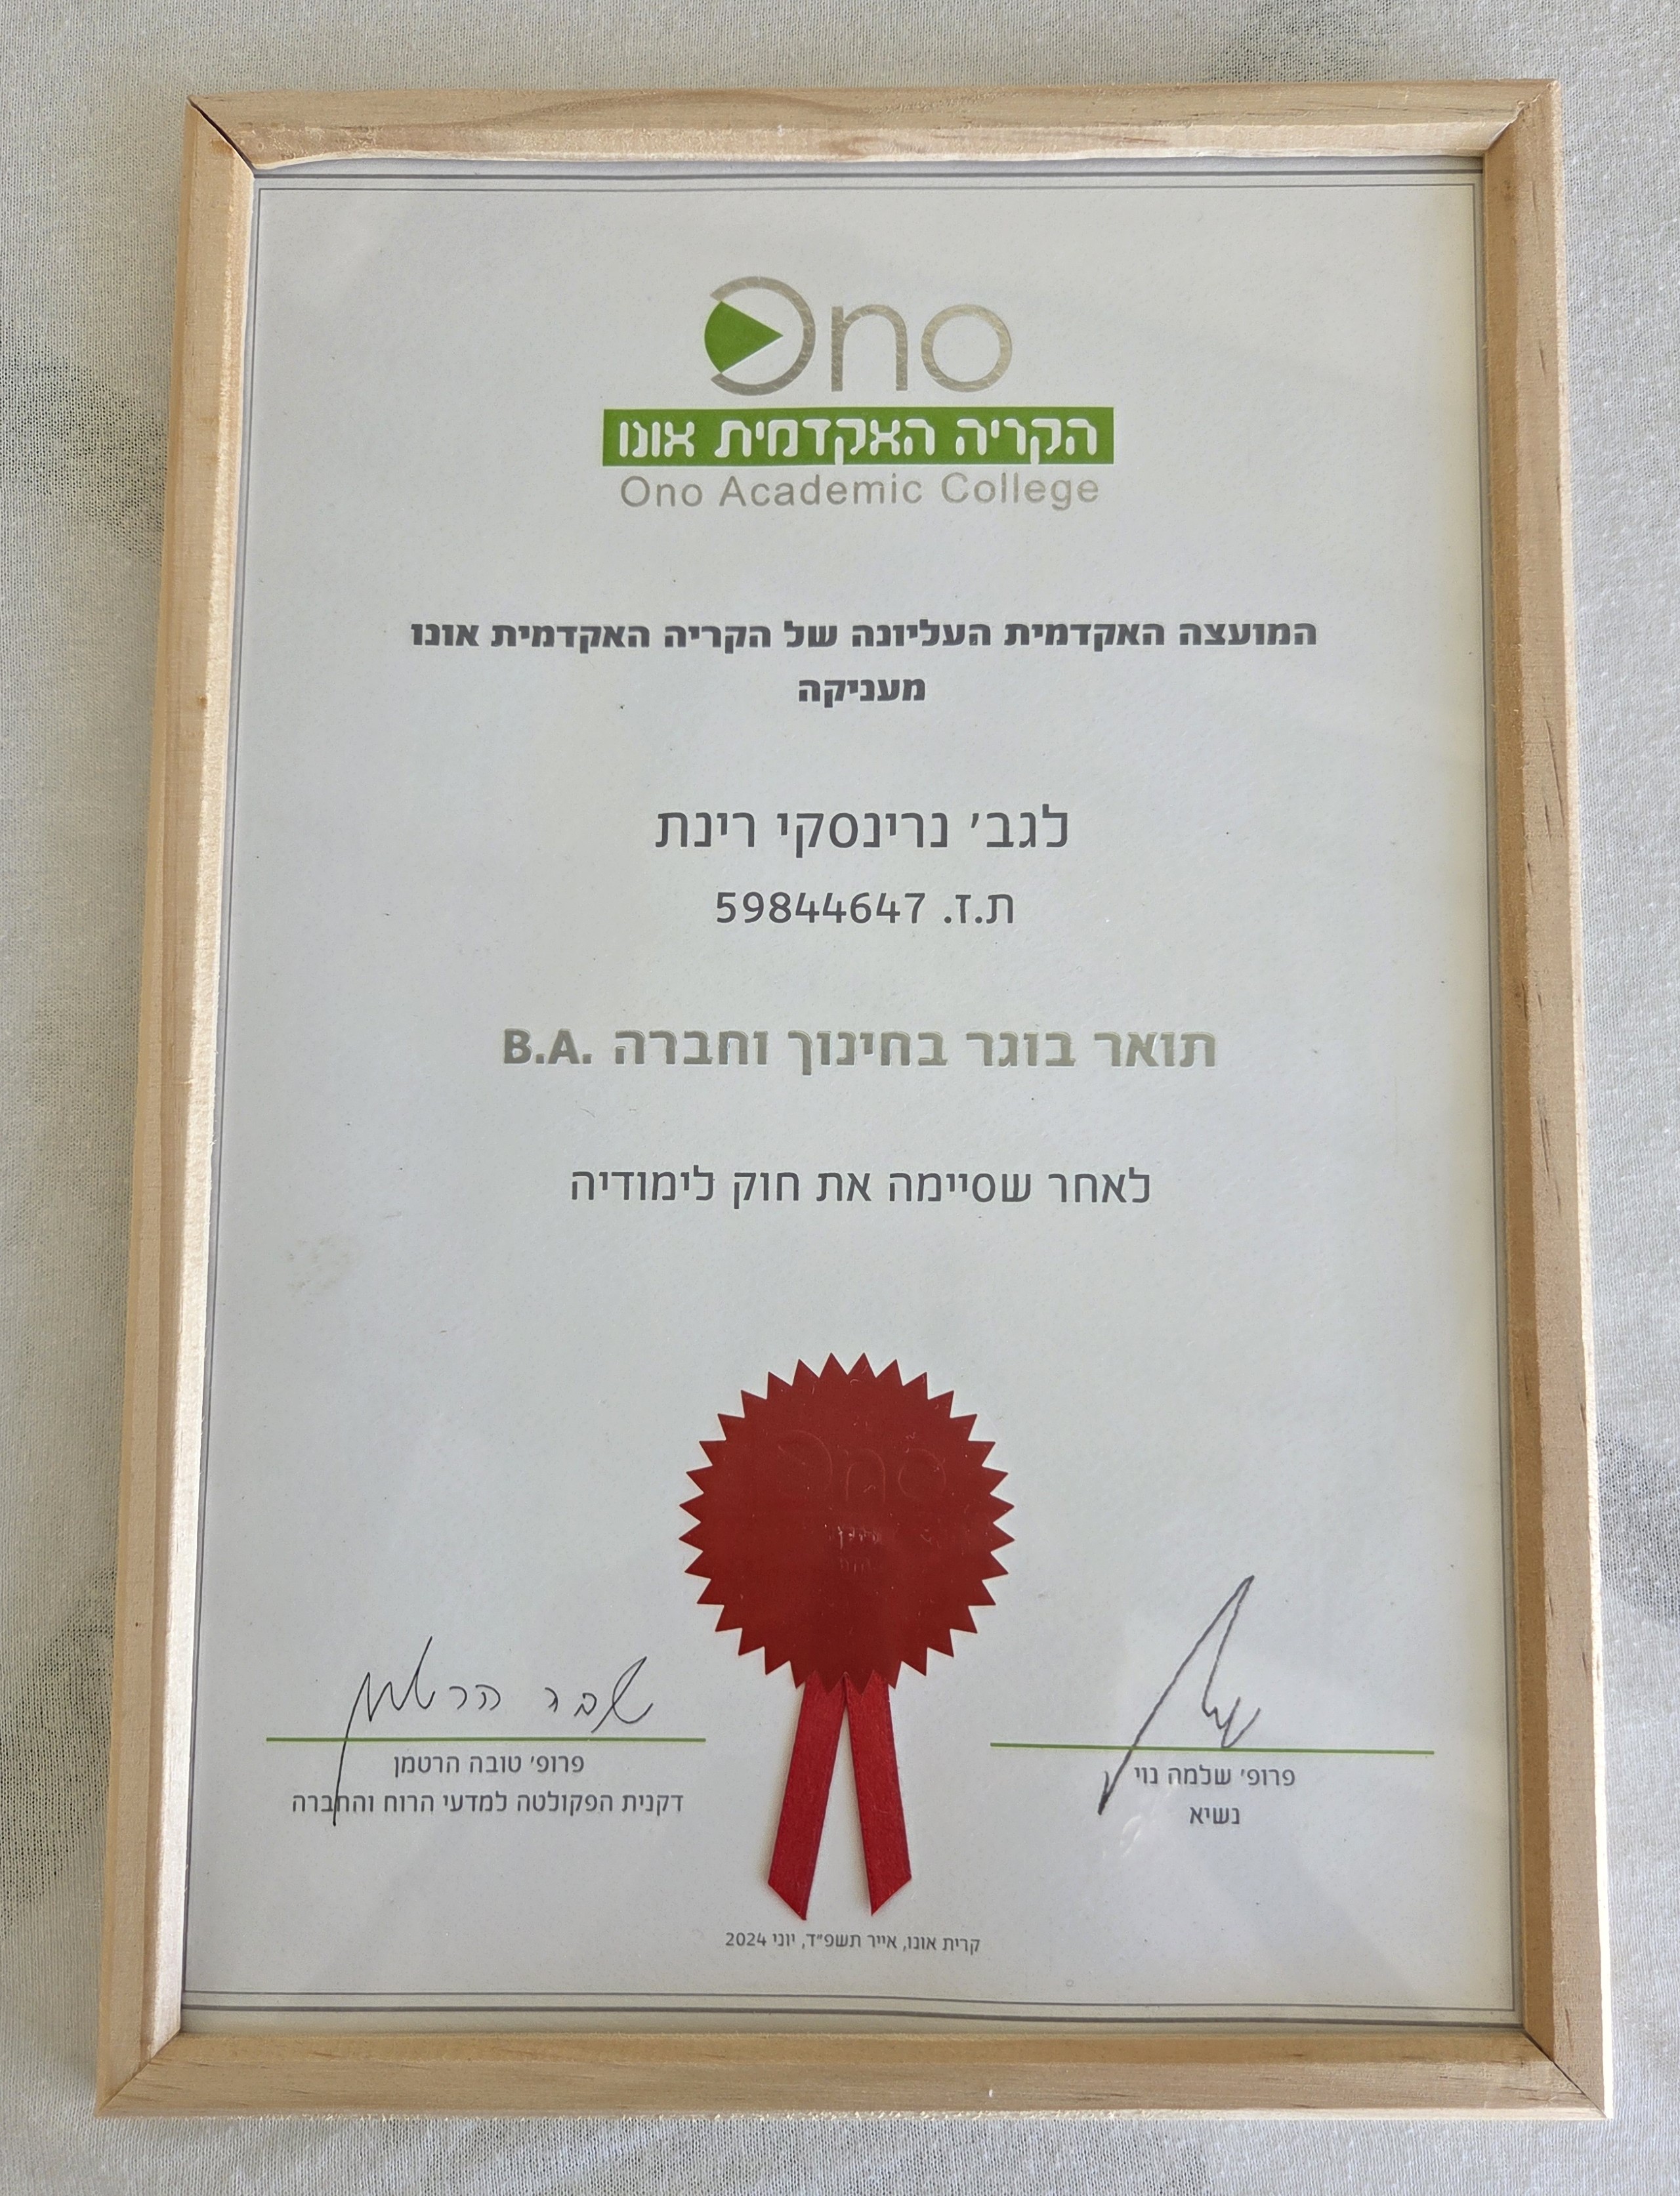 Ono
הקריה האקדמית אונו
Ono Academic College
המועצה האקדמית העליונה של הקריה האקדמית אונו
מעניקה
לגב׳ נרינסקי רינת
ת.ז. 59844647
תואר בוגר בחינוך וחברה .B.A
לאחר שסיימה את חוק לימודיה
Ono
פרופ׳ שלמה נוי
נשיא
הרטמן
פרופ׳ טובה הרטמן
דקנית הפקולטה למדעי הרוח והחברה
קרית אונו, אייר תשפ״ד, יוני 2024